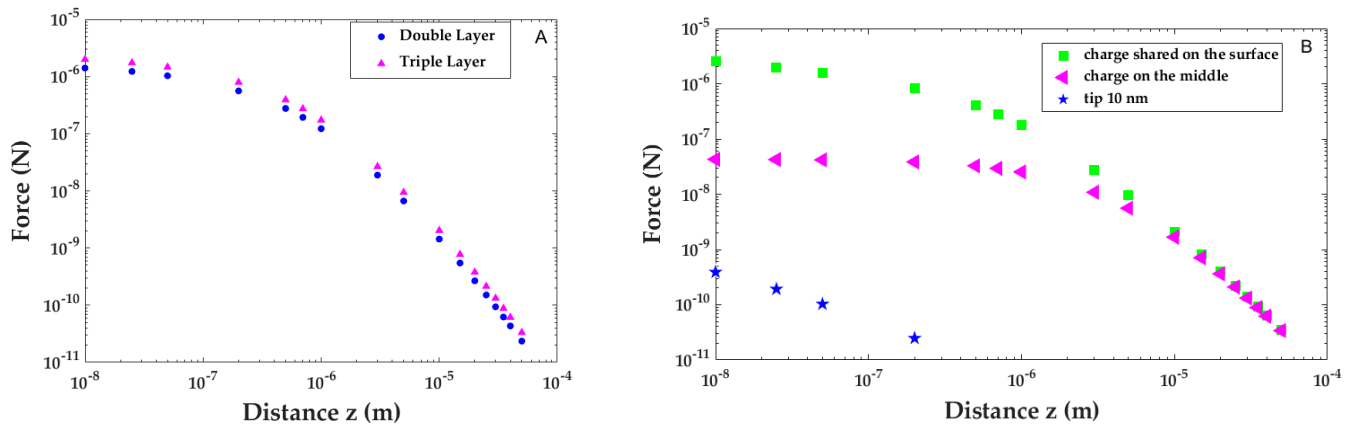 A
Double Layer
Triple Layer
10^-5
10^-6
10^-7
10^-8
10^-9
10^-10
10^-11
Force (N)
10^-8
10^-7
10^-6
10^-5
10^-4
Distance z (m)
B
charge shared on the surface
charge on the middle
tip 10 nm
10^-5
10^-6
10^-7
10^-8
10^-9
10^-10
10^-11
Force (N)
10^-8
10^-7
10^-6
10^-5
10^-4
Distance z (m)